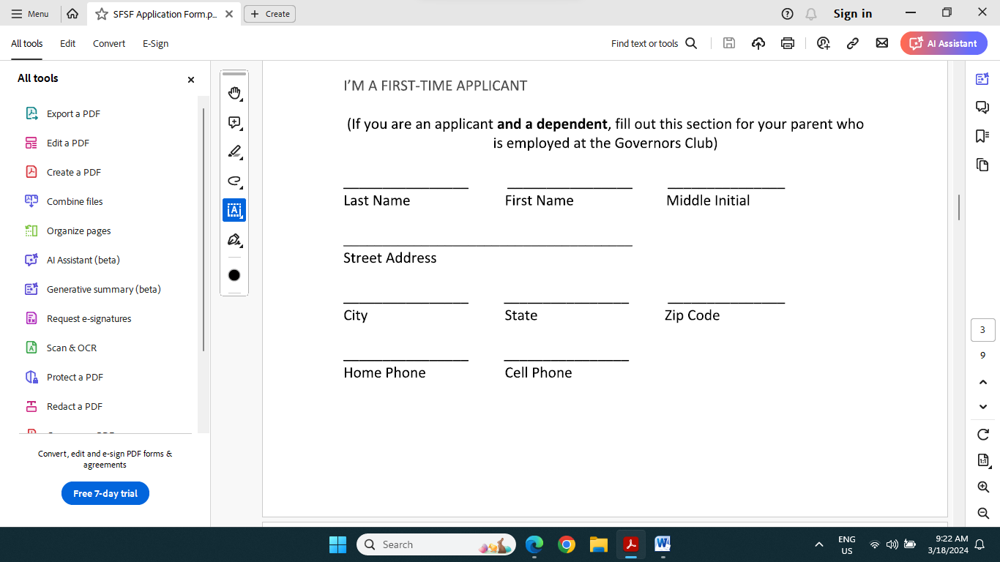 Menu
SFSF Application Form.p...
Create
Sign in
All tools
Edit
Convert
E-Sign
Find text or tools
AI Assistant
All tools
Export a PDF
Edit a PDF
Create a PDF
Combine files
Organize pages
AI Assistant (beta)
Generative summary (beta)
Request e-signatures
Scan & OCR
Protect a PDF
Redact a PDF
Convert, edit and e-sign PDF forms &
agreements
Free 7-day trial
I'M A FIRST-TIME APPLICANT
(If you are an applicant and a dependent, fill out this section for your parent who
is employed at the Governors Club)
Last Name First Name Middle Initial
Street Address
City State Zip Code
Home Phone Cell Phone
3
9
1:1
Search
ENG
US
9:22 AM
3/18/2024